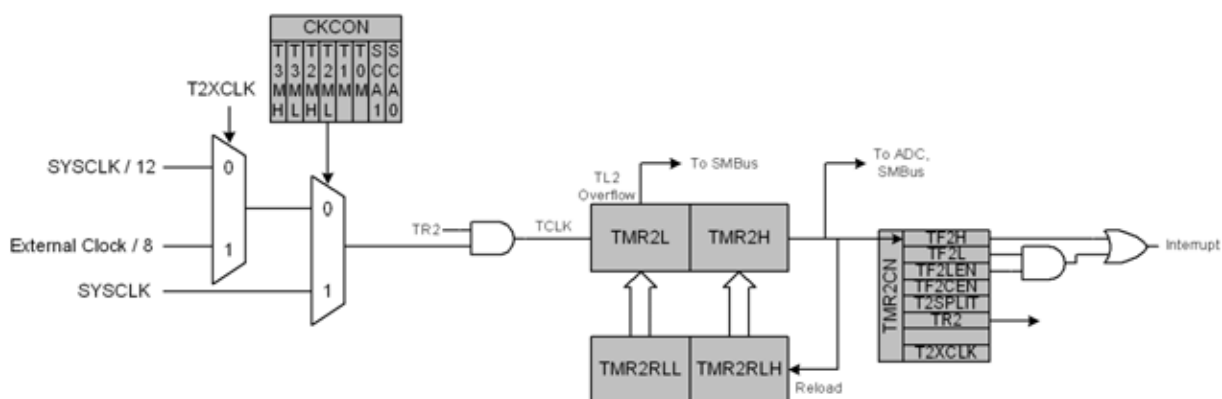 CKCON
T3MH
T3ML
T2MH
T2ML
T1M
T0M
SCA1
SCA0
T2XCLK
SYSCLK / 12
0
External Clock / 8
1
SYSCLK
0
1
TR2
TCLK
TL2
Overflow
To SMBus
To ADC,
SMBus
TMR2L
TMR2H
TMR2RLL
TMR2RLH
Reload
TMR2CN
TF2H
TF2L
TF2LEN
TF2CEN
T2SPLIT
TR2
T2XCLK
Interrupt